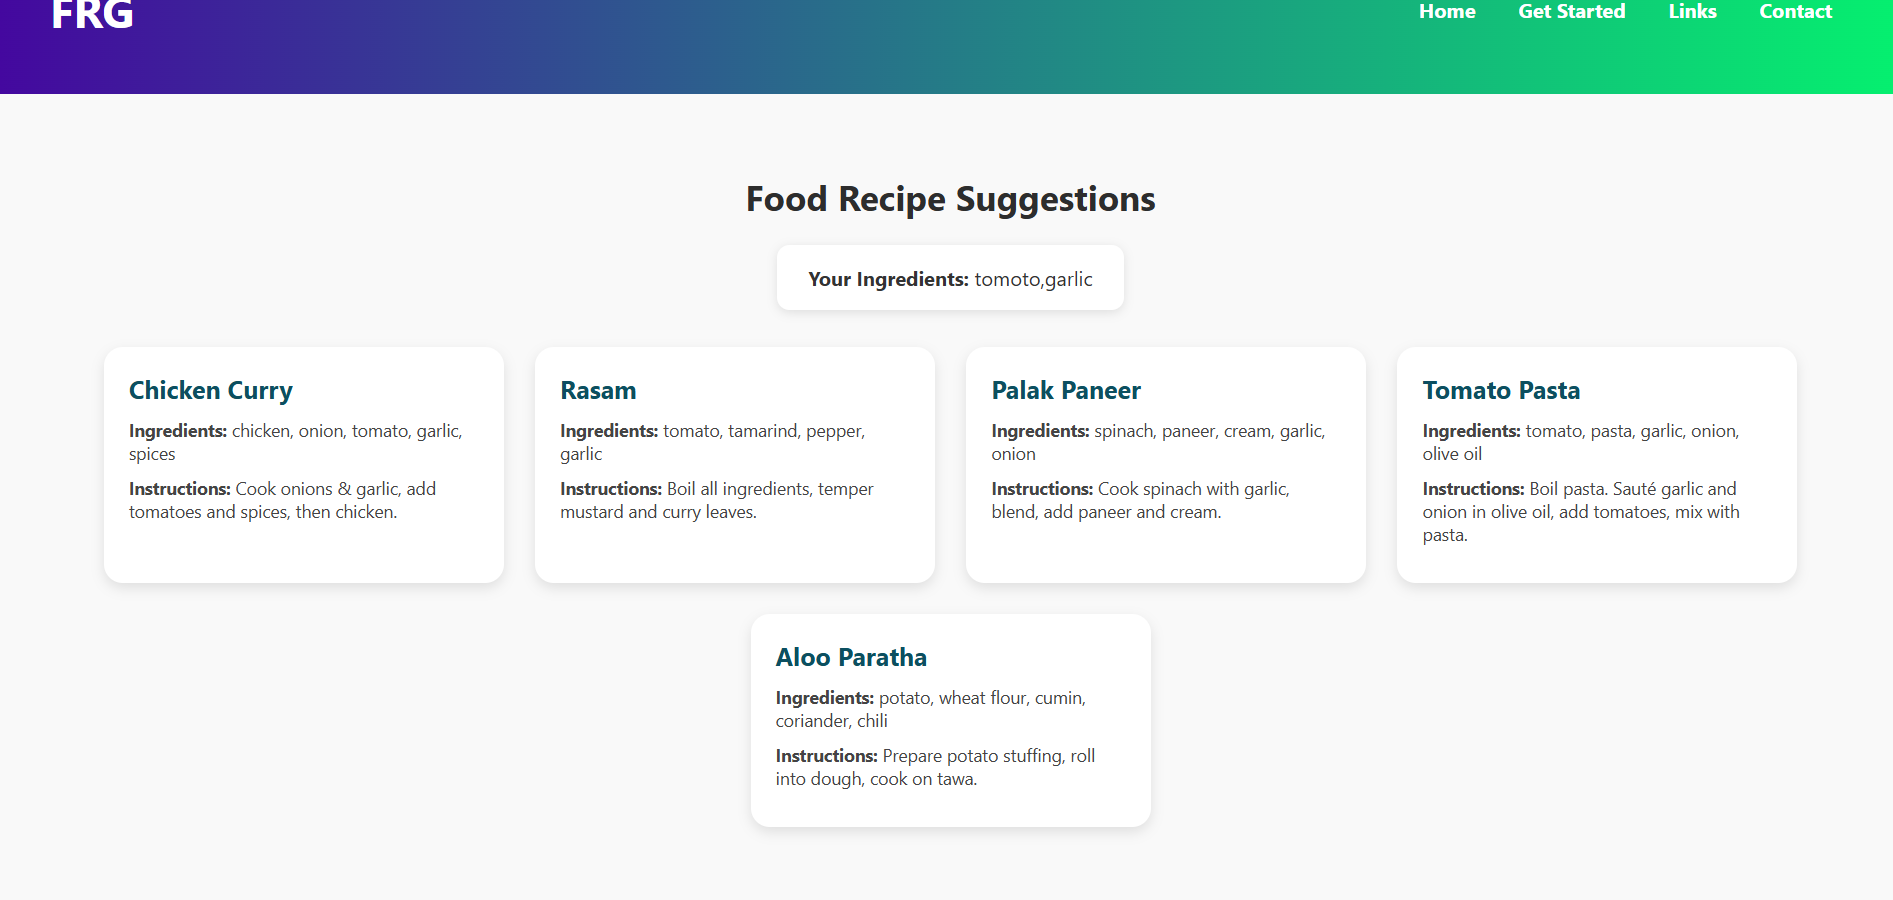 FRG
Home Get Started Links Contact
Food Recipe Suggestions
Your Ingredients: tomoto,garlic
Chicken Curry
Ingredients: chicken, onion, tomato, garlic,
spices
Instructions: Cook onions & garlic, add
tomatoes and spices, then chicken.
Rasam
Ingredients: tomato, tamarind, pepper,
garlic
Instructions: Boil all ingredients, temper
mustard and curry leaves.
Palak Paneer
Ingredients: spinach, paneer, cream, garlic,
onion
Instructions: Cook spinach with garlic,
blend, add paneer and cream.
Tomato Pasta
Ingredients: tomato, pasta, garlic, onion,
olive oil
Instructions: Boil pasta. Sauté garlic and
onion in olive oil, add tomatoes, mix with
pasta.
Aloo Paratha
Ingredients: potato, wheat flour, cumin,
coriander, chili
Instructions: Prepare potato stuffing, roll
into dough, cook on tawa.